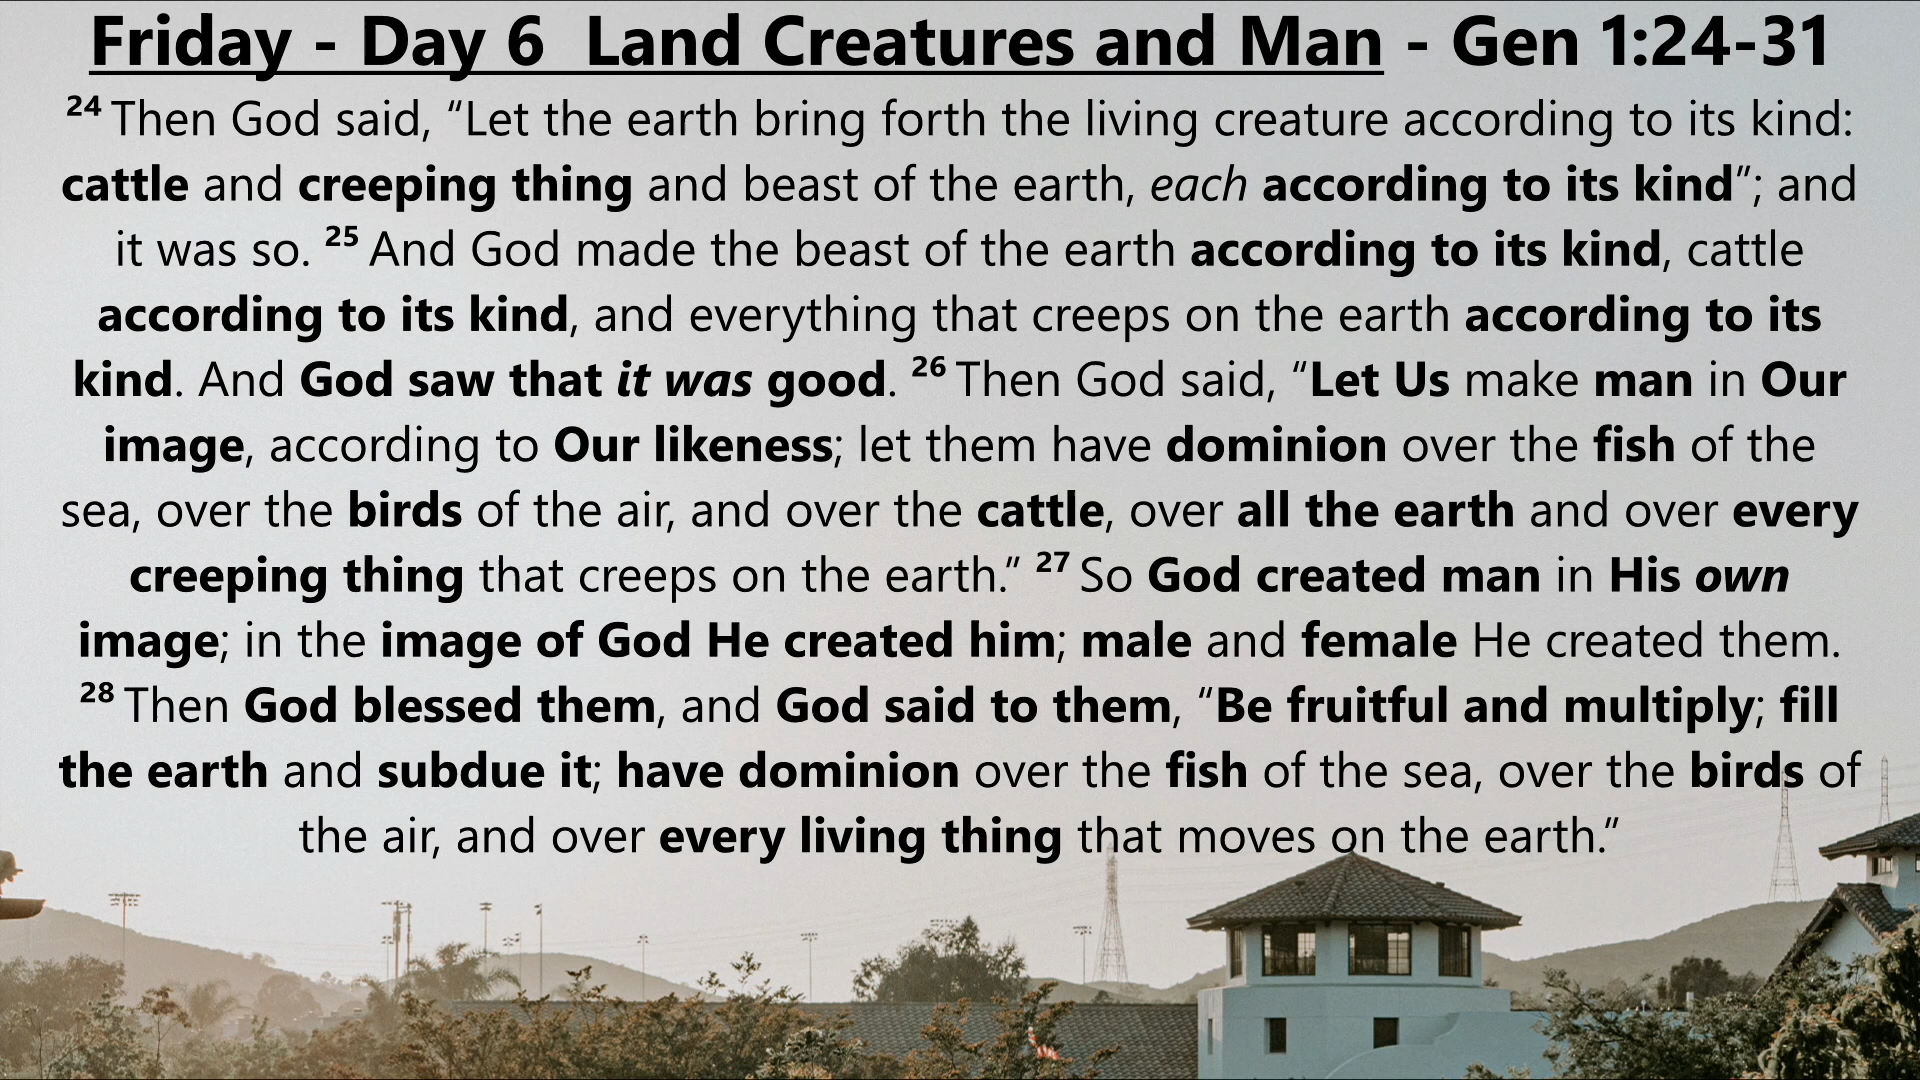 Friday - Day 6  Land Creatures and Man - Gen 1:24-31
24 Then God said, “Let the earth bring forth the living creature according to its kind:
cattle and creeping thing and beast of the earth, each according to its kind”; and
it was so. 25 And God made the beast of the earth according to its kind, cattle
according to its kind, and everything that creeps on the earth according to its
kind. And God saw that it was good. 26 Then God said, “Let Us make man in Our
image, according to Our likeness; let them have dominion over the fish of the
sea, over the birds of the air, and over the cattle, over all the earth and over every
creeping thing that creeps on the earth.” 27 So God created man in His own
image; in the image of God He created him; male and female He created them.
28 Then God blessed them, and God said to them, “Be fruitful and multiply; fill
the earth and subdue it; have dominion over the fish of the sea, over the birds of
the air, and over every living thing that moves on the earth.”